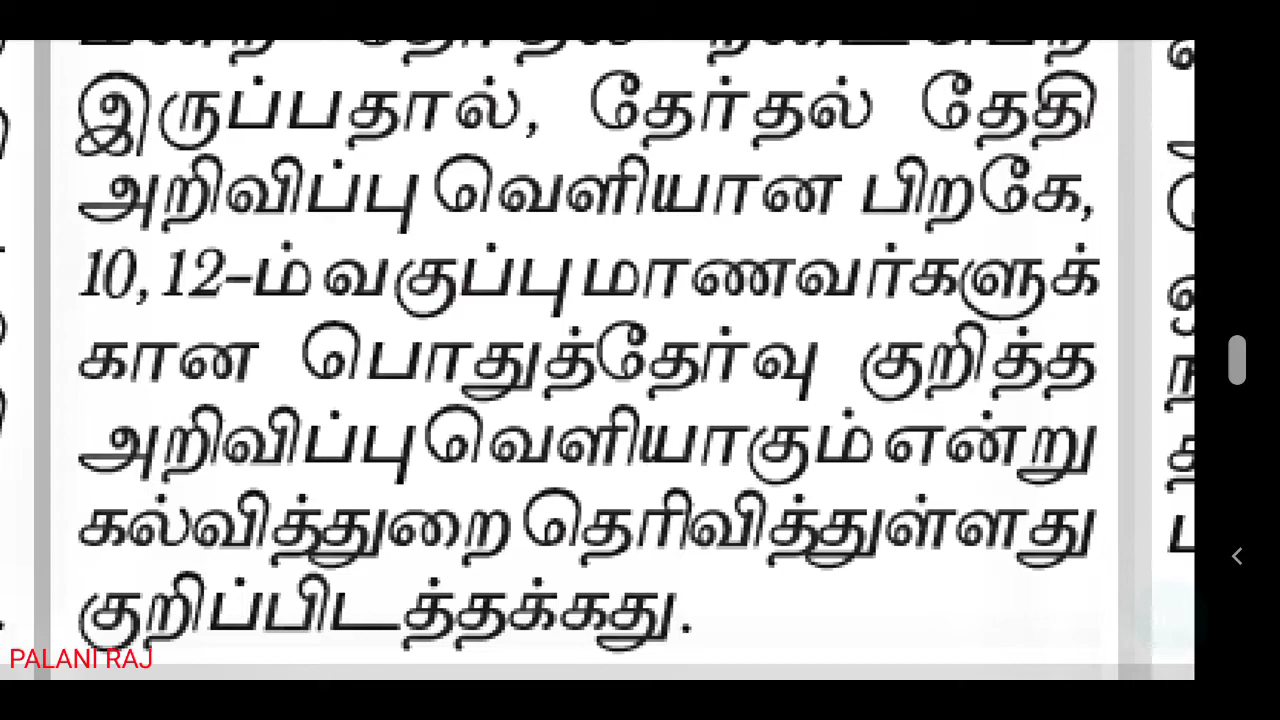 இருப்பதால், தேர்தல் தேதி
அறிவிப்பு வெளியான பிறகே,
10, 12-ம் வகுப்பு மாணவர்களுக்
கான பொதுத்தேர்வு குறித்த
அறிவிப்பு வெளியாகும் என்று
கல்வித்துறை தெரிவித்துள்ளது
குறிப்பிடத்தக்கது.
PALANI RAJ